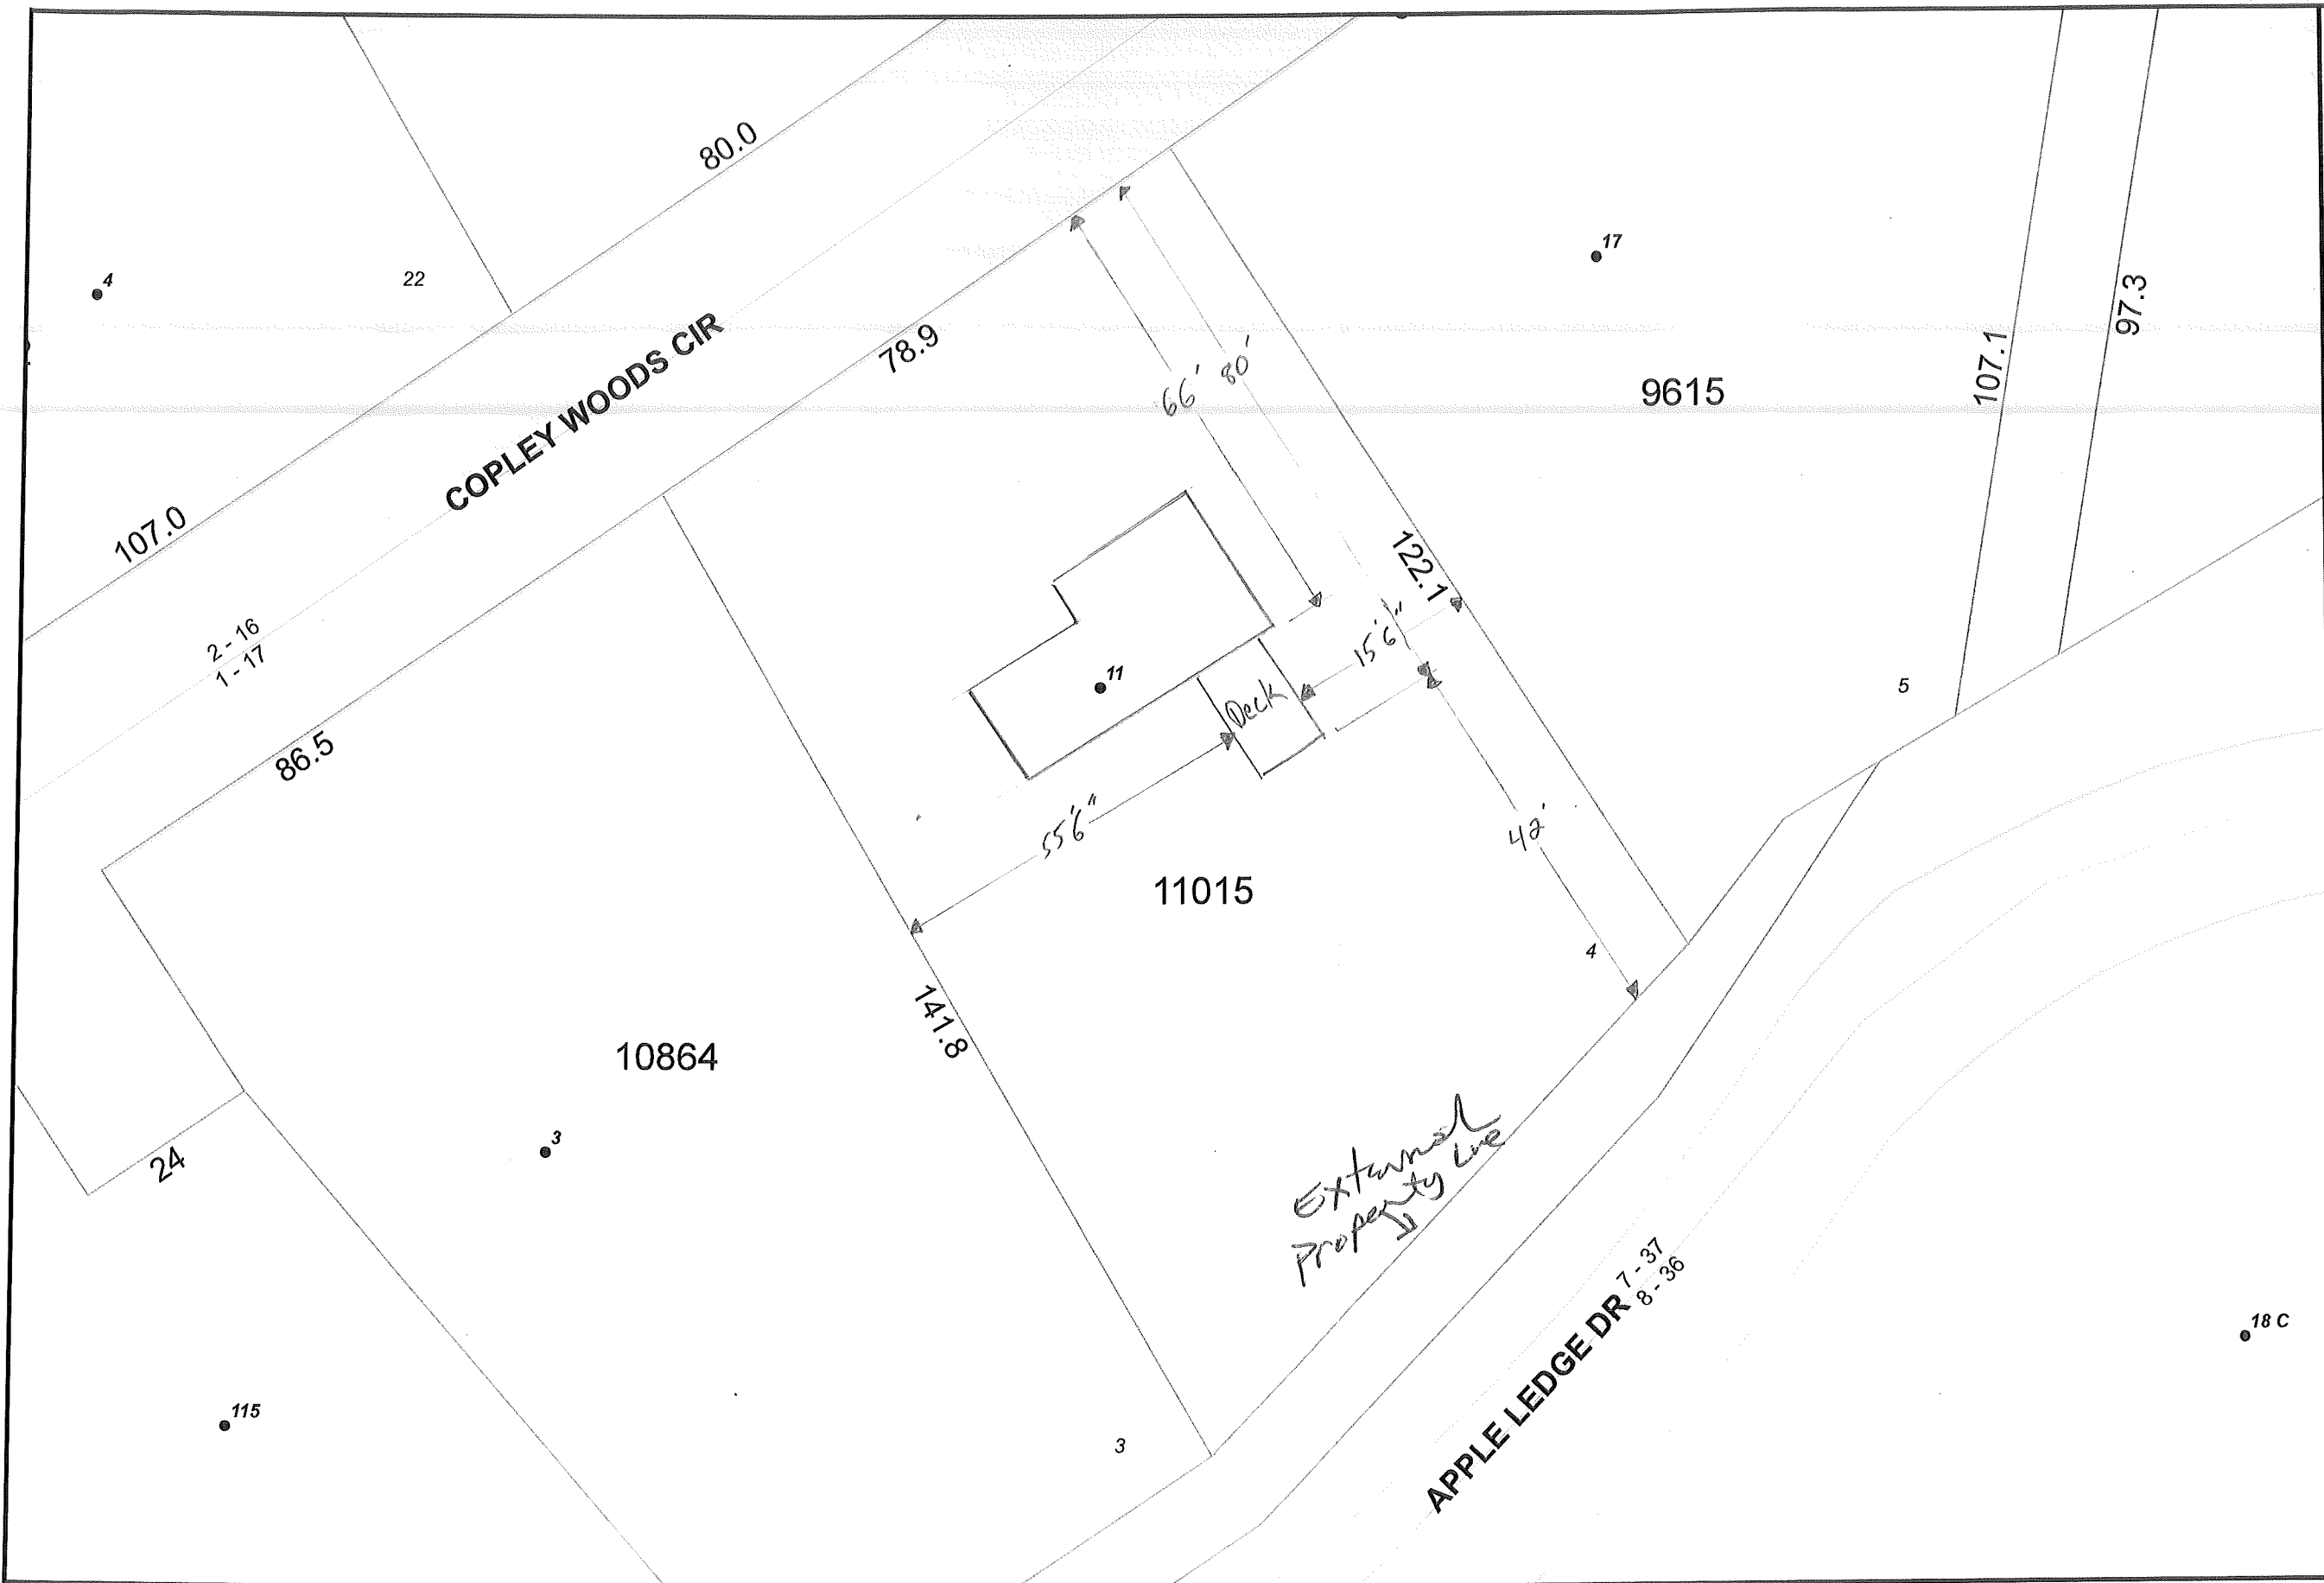 80.0
4
22
17
97.3
78.9
107.1
66' 80'
9615
COPLEY WOODS CIR
107.0
122.1
2 - 16
1 - 17
15'6"
11
5
Deck
86.5
55'6"
42'
11015
4
141.8
10864
3
24
External
Property Line
7 - 37
8 - 36
APPLE LEDGE DR
18 C
115
3